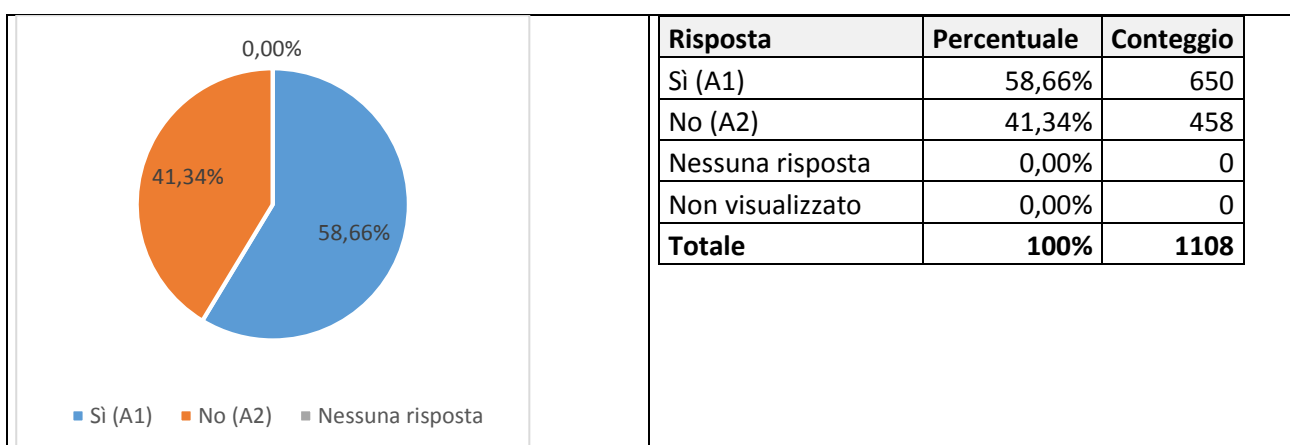 0,00%
41,34%
58,66%
Sì (A1) No (A2) Nessuna risposta
Risposta Percentuale Conteggio
Sì (A1) 58,66% 650
No (A2) 41,34% 458
Nessuna risposta 0,00% 0
Non visualizzato 0,00% 0
Totale 100% 1108